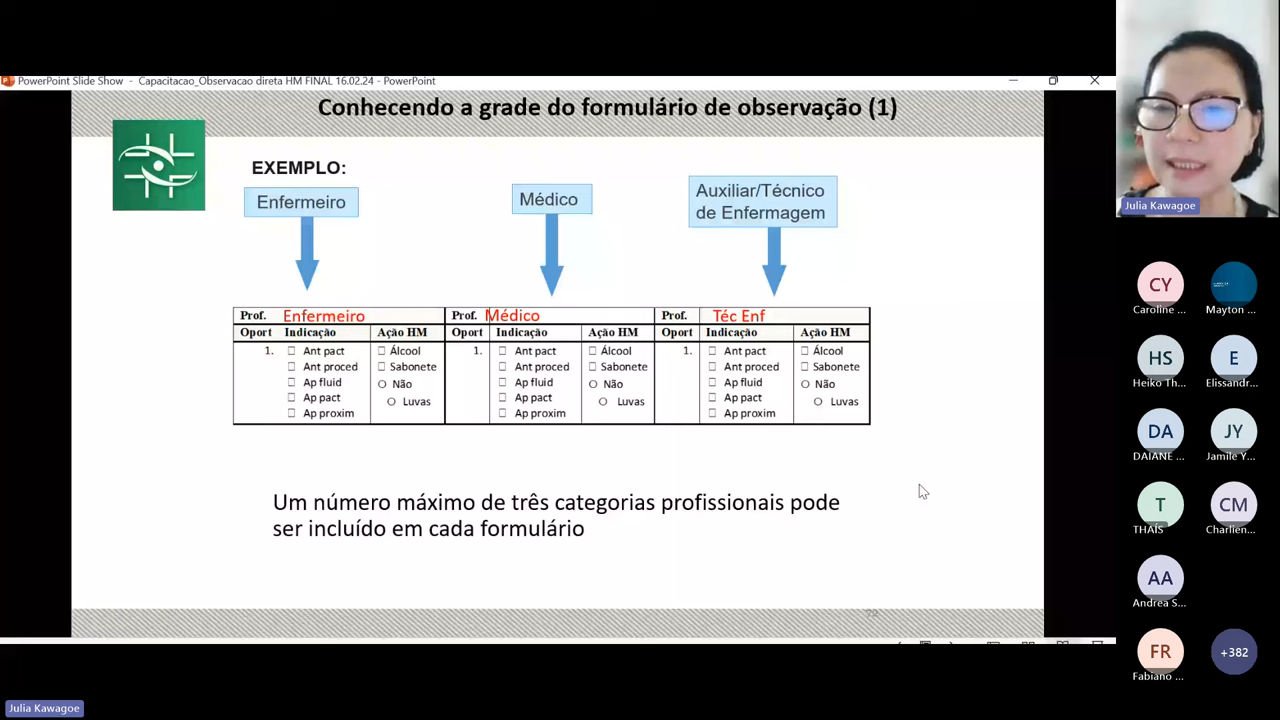 PowerPoint Slide Show - Capacitacao_Observacao direta HM FINAL 16.02.24 - PowerPoint
Conhecendo a grade do formulário de observação (1)
EXEMPLO:
Enfermeiro
Médico
Auxiliar/Técnico
de Enfermagem
Prof. Enfermeiro Prof. Médico Prof. Téc Enf
Oport Indicação Ação HM Oport Indicação Ação HM Oport Indicação Ação HM
1. Ant pact Álcool 1. Ant pact Álcool 1. Ant pact Álcool
Ant proced Sabonete Ant proced Sabonete Ant proced Sabonete
Ap fluid Não Ap fluid Não Ap fluid Não
Ap pact Luvas Ap pact Luvas Ap pact Luvas
Ap proxim Ap proxim Ap proxim
Um número máximo de três categorias profissionais pode
ser incluído em cada formulário
72
Julia Kawagoe
CY
Caroline ... Mayton ...
HS E
Heiko Th... Elissandr...
DA JY
DAIANE ... Jamile Y...
T CM
THAÍS Charlien...
AA
Andrea S...
FR +382
Fabiano ...
Julia Kawagoe